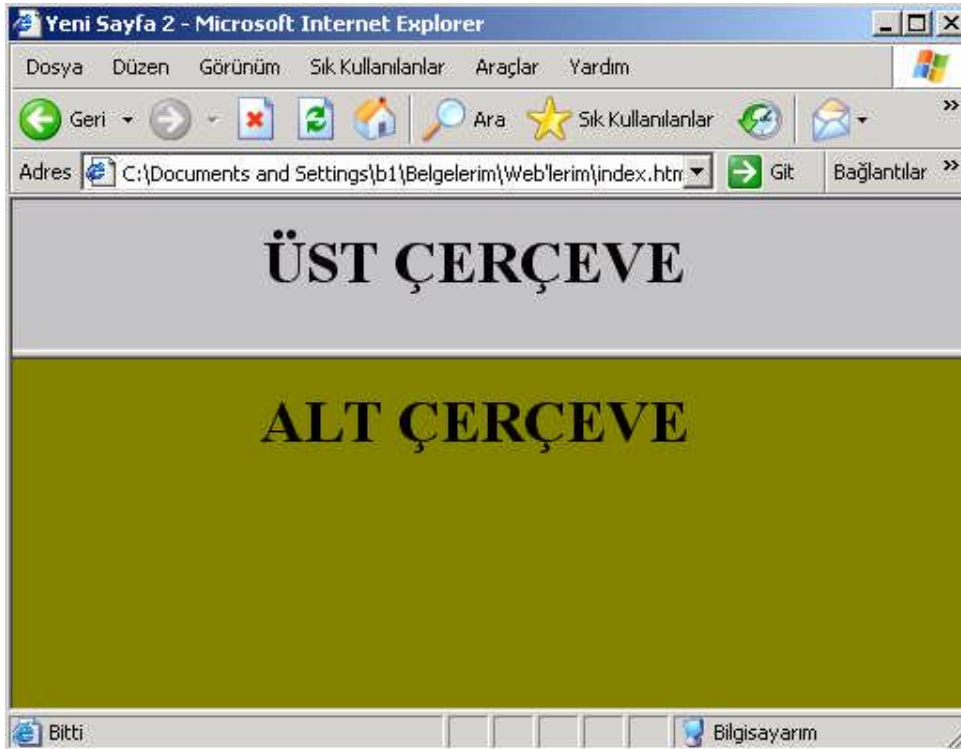 Yeni Sayfa 2 - Microsoft Internet Explorer
Dosya Düzen Görünüm Sık Kullanılanlar Araçlar Yardım
Geri Ara Sık Kullanılanlar »
Adres C:\Documents and Settings\b1\Belgelerim\Web'lerim\index.htm Git Bağlantılar »
ÜST ÇERÇEVE
ALT ÇERÇEVE
Bitti Bilgisayarım